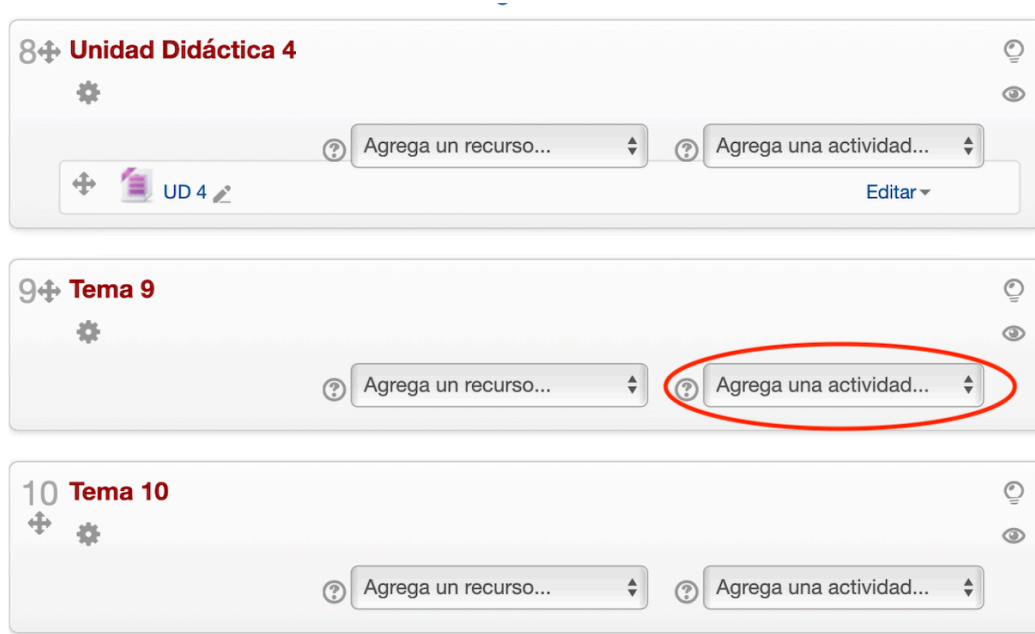 8 Unidad Didáctica 4
Agrega un recurso... Agrega una actividad...
UD 4 Editar
9 Tema 9
Agrega un recurso... Agrega una actividad...
10 Tema 10
Agrega un recurso... Agrega una actividad...